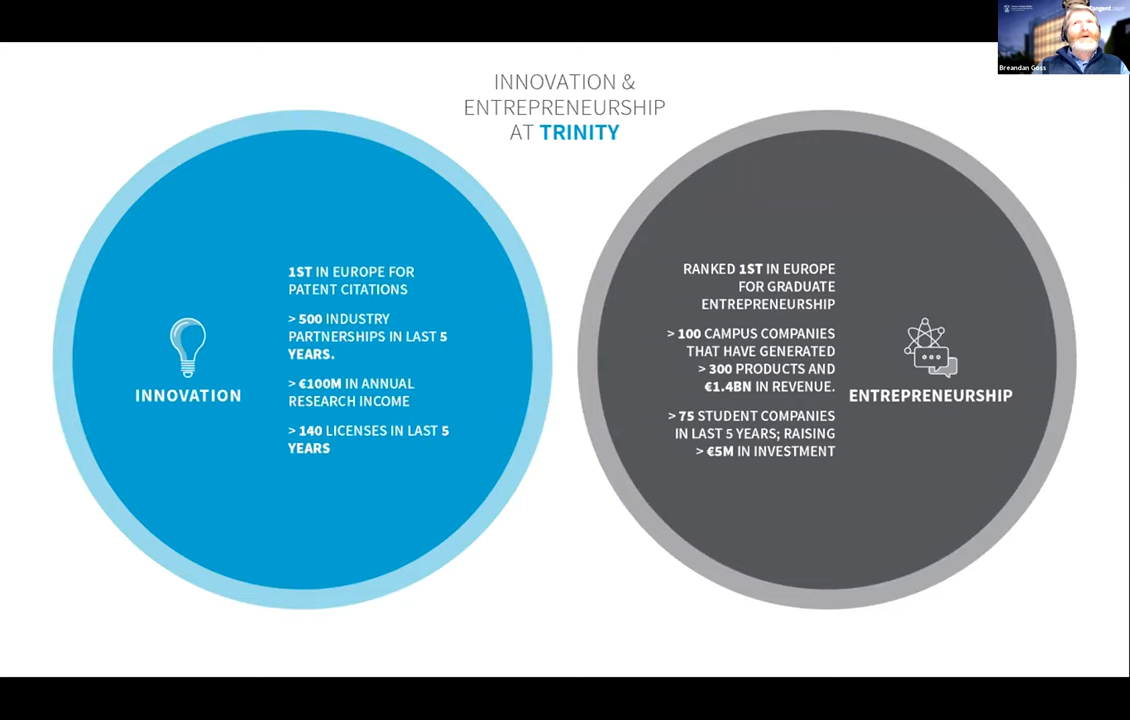 INNOVATION &
ENTREPRENEURSHIP
AT TRINITY
INNOVATION
1ST IN EUROPE FOR
PATENT CITATIONS
> 500 INDUSTRY
PARTNERSHIPS IN LAST 5
YEARS.
> €100M IN ANNUAL
RESEARCH INCOME
> 140 LICENSES IN LAST 5
YEARS
RANKED 1ST IN EUROPE
FOR GRADUATE
ENTREPRENEURSHIP
> 100 CAMPUS COMPANIES
THAT HAVE GENERATED
> 300 PRODUCTS AND
€1.4BN IN REVENUE.
> 75 STUDENT COMPANIES
IN LAST 5 YEARS; RAISING
> €5M IN INVESTMENT
ENTREPRENEURSHIP
Breandan Goss